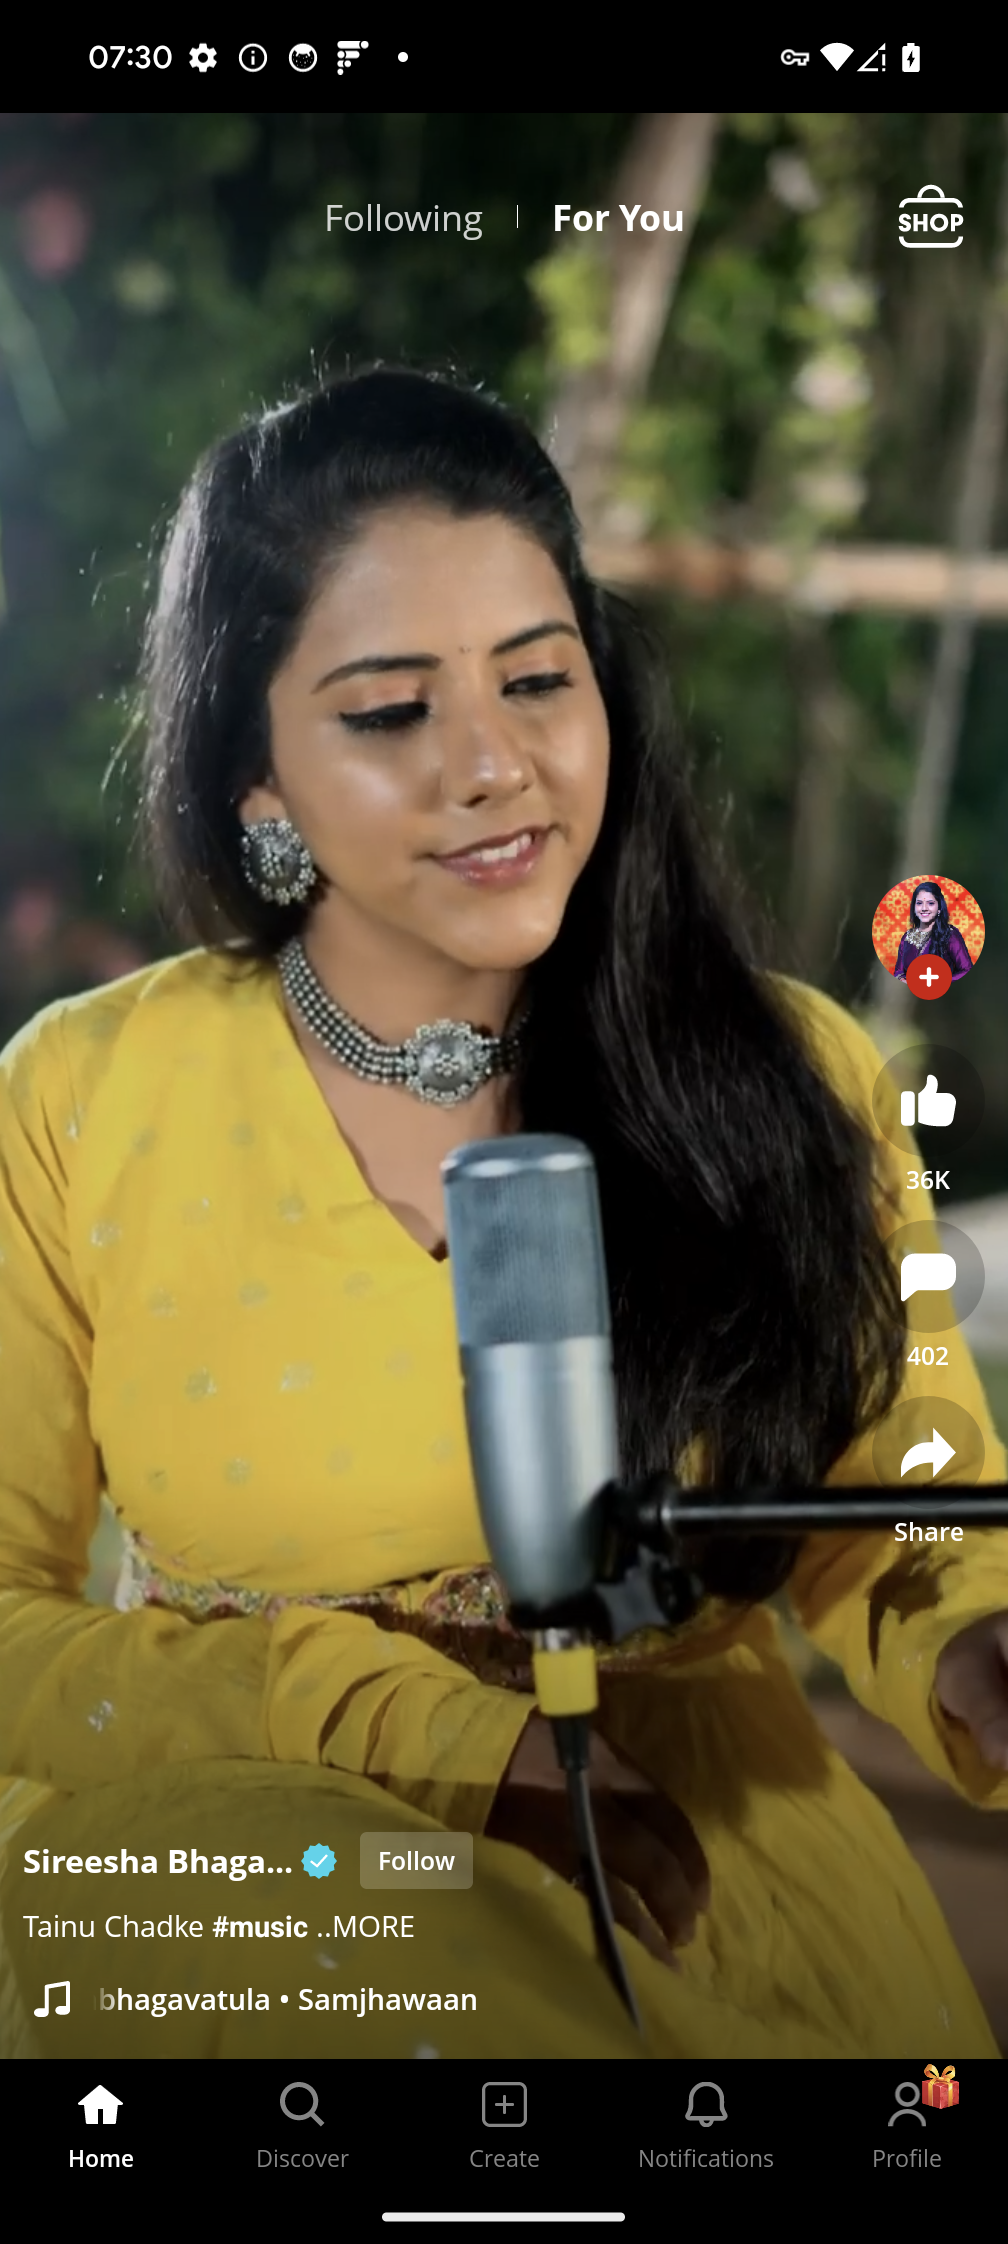 07:30
Following
For You
SHOP
36K
402
Share
Sireesha Bhaga...
Follow
Tainu Chadke #music ..MORE
bhagavatula • Samjhawaan
Home
Discover
Create
Notifications
Profile